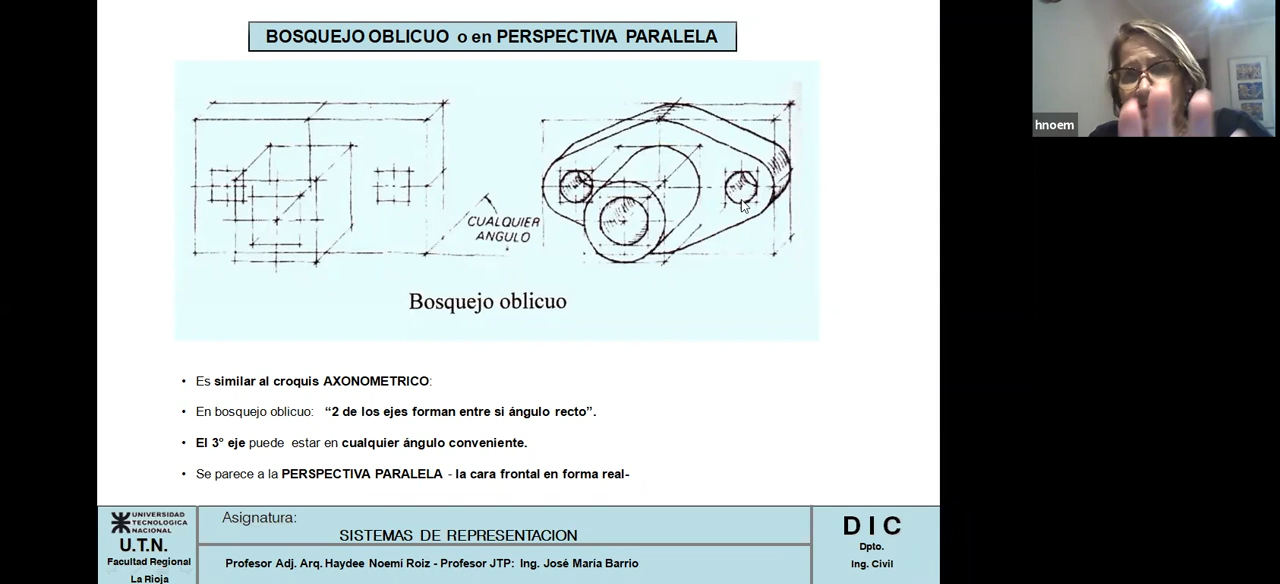 BOSQUEJO OBLICUO o en PERSPECTIVA PARALELA
hnoem
CUALQUIER
ANGULO
Bosquejo oblicuo
• Es similar al croquis AXONOMETRICO:
• En bosquejo oblicuo: “2 de los ejes forman entre si ángulo recto”.
• El 3° eje puede estar en cualquier ángulo conveniente.
• Se parece a la PERSPECTIVA PARALELA - la cara frontal en forma real-
UNIVERSIDAD
TECNOLOGICA
NACIONAL
U.T.N.
Facultad Regional
La Rioja
Asignatura:
SISTEMAS DE REPRESENTACION
Profesor Adj. Arq. Haydee Noemí Roiz - Profesor JTP: Ing. José María Barrio
D I C
Dpto.
Ing. Civil